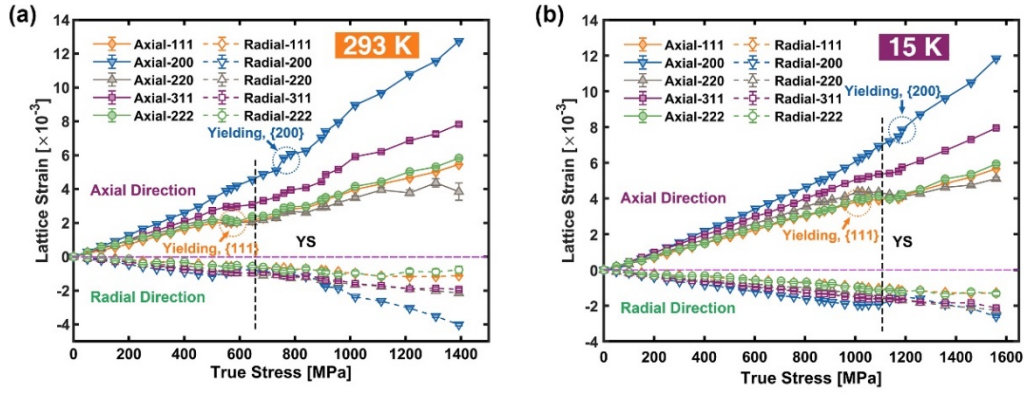 (a)
14
12
10
8
6
4
2
0
-2
-4
Lattice Strain [×10⁻³]
Axial-111
Axial-200
Axial-220
Axial-311
Axial-222
Radial-111
Radial-200
Radial-220
Radial-311
Radial-222
293 K
Yielding, {200}
Axial Direction
Yielding, {111}
YS
Radial Direction
0 200 400 600 800 1000 1200 1400
True Stress [MPa]
(b)
14
12
10
8
6
4
2
0
-2
-4
Lattice Strain [×10⁻³]
Axial-111
Axial-200
Axial-220
Axial-311
Axial-222
Radial-111
Radial-200
Radial-220
Radial-311
Radial-222
15 K
Yielding, {200}
Axial Direction
Yielding, {111}
YS
Radial Direction
0 200 400 600 800 1000 1200 1400 1600
True Stress [MPa]